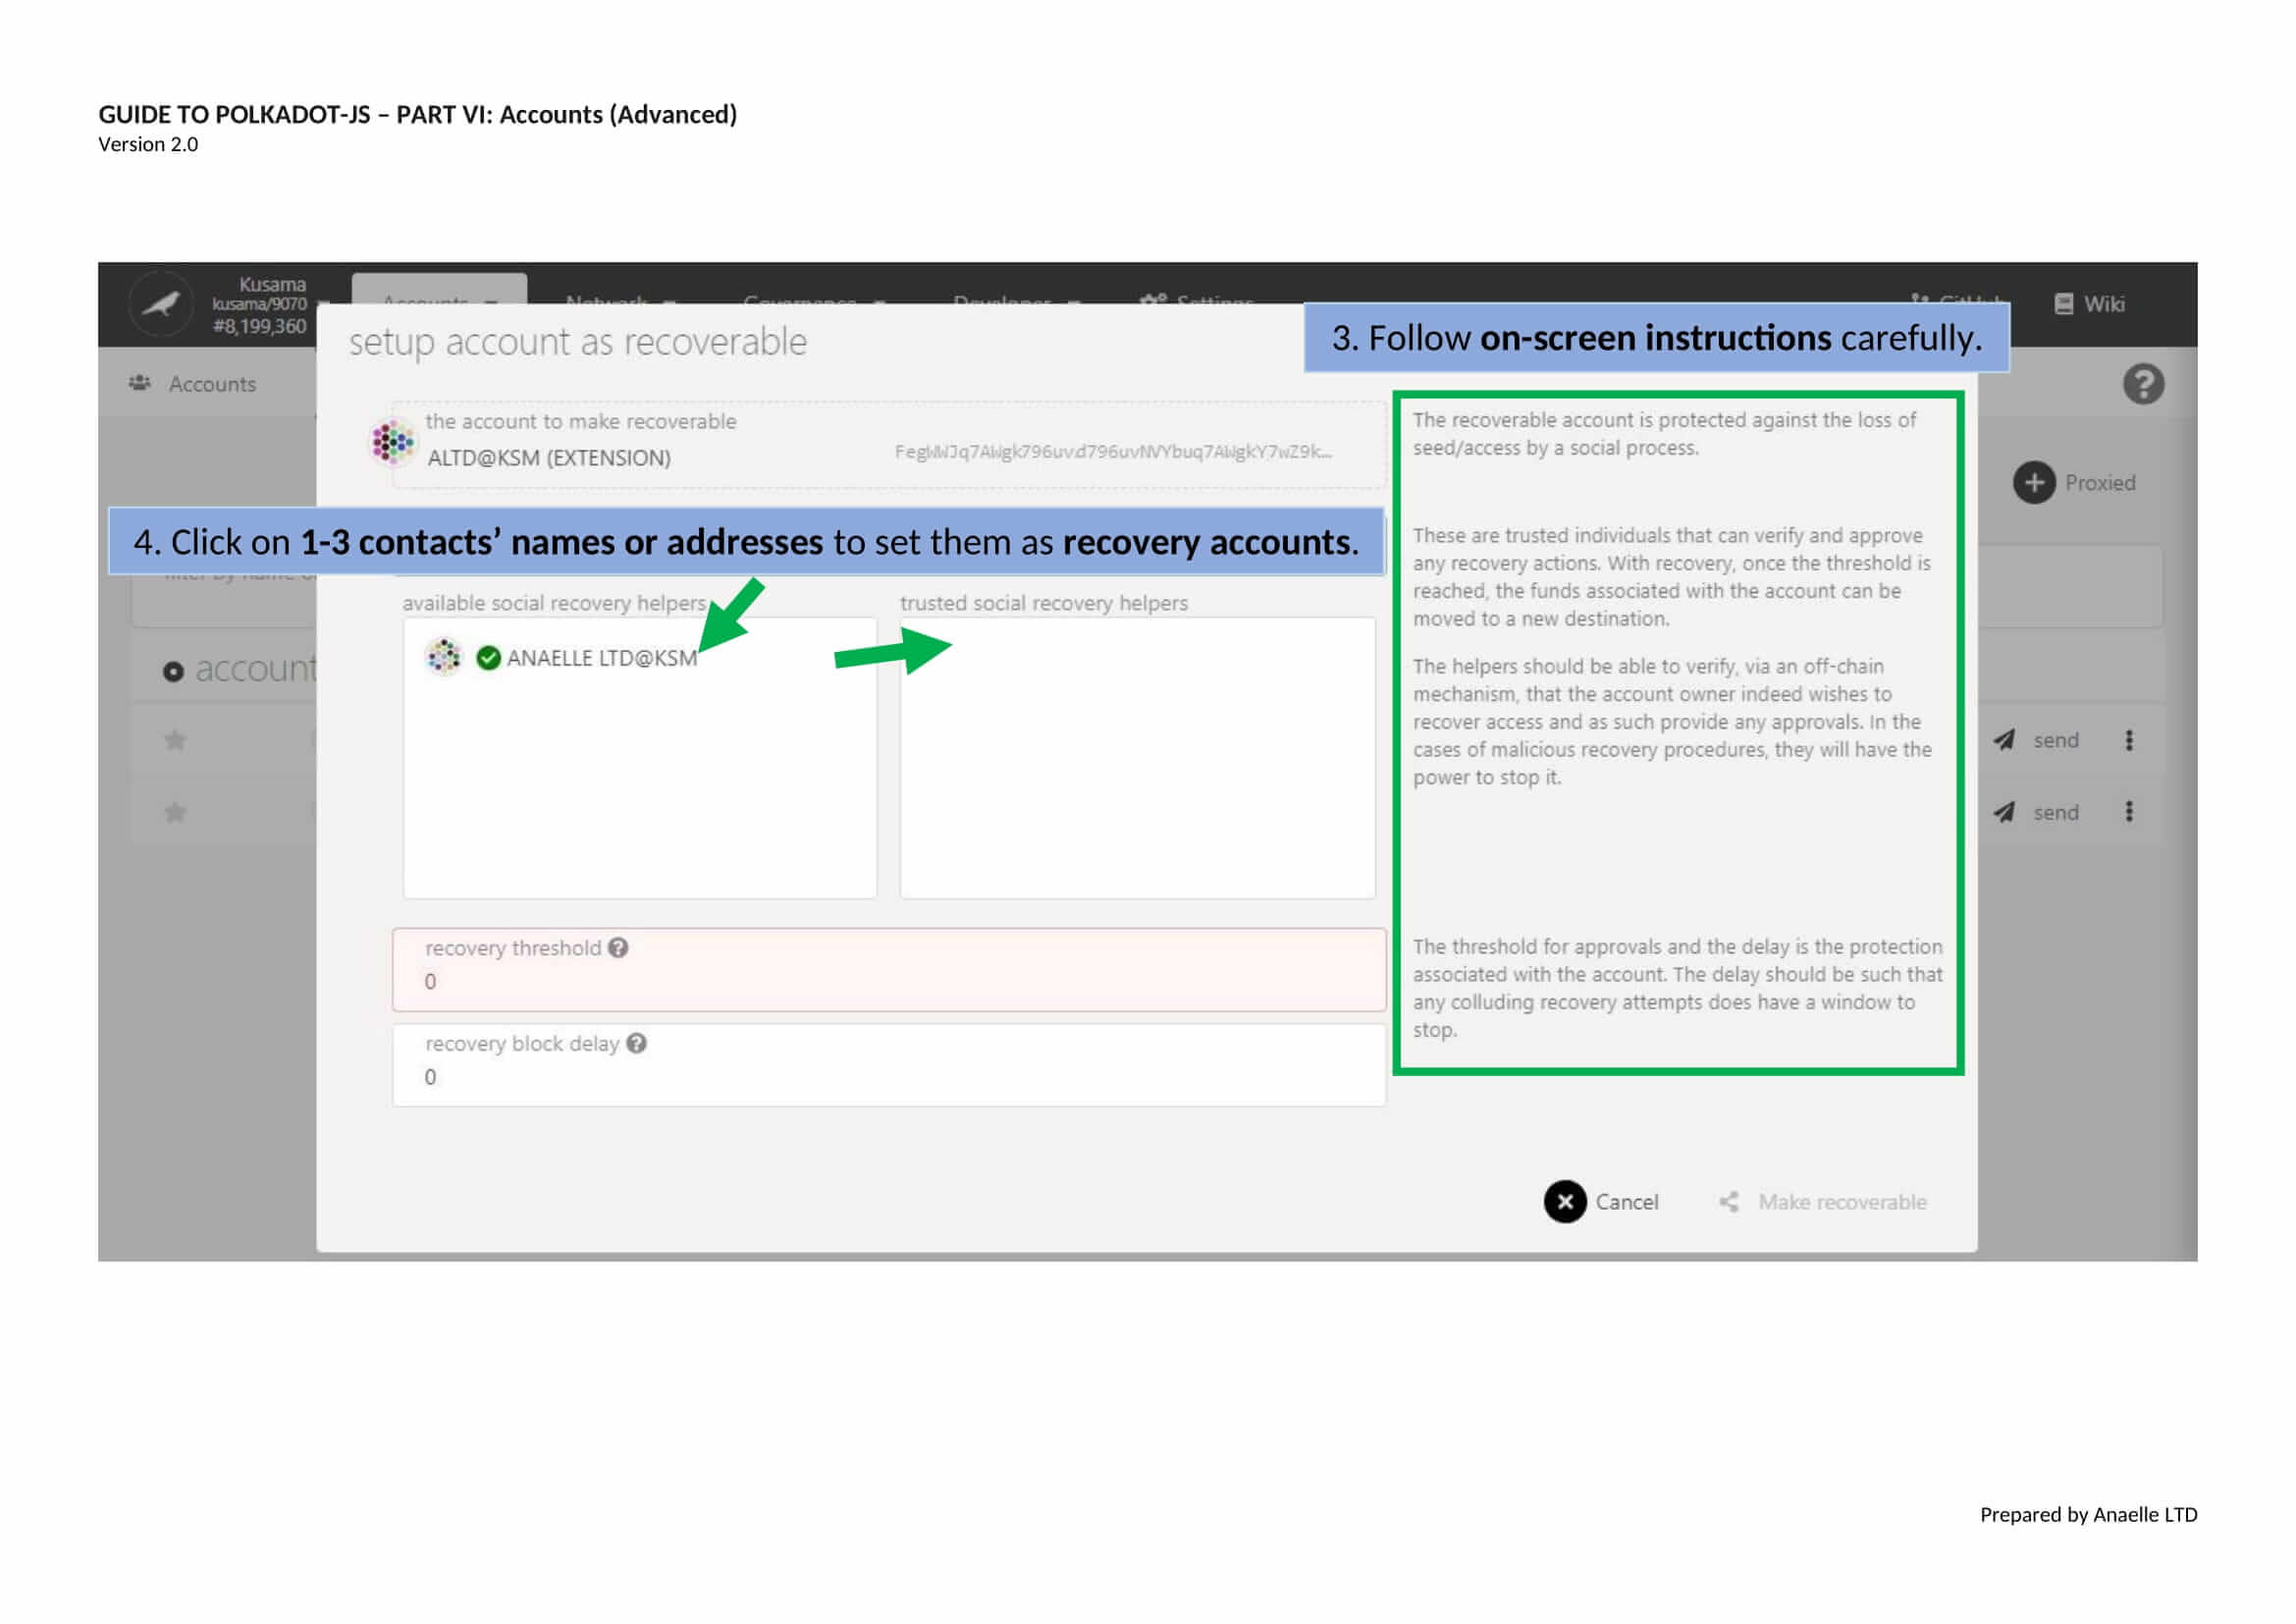 GUIDE TO POLKADOT-JS – PART VI: Accounts (Advanced)
Version 2.0
Kusama
kusama/9070
#8,199,360
Accounts
Network
Governance
Developer
Settings
GitHub
Wiki
setup account as recoverable
3. Follow on-screen instructions carefully.
Accounts
the account to make recoverable
ALTD@KSM (EXTENSION)
FegWWJq7AWgk796uvd796uvNVYbuq7AWgkY7wZ9k...
The recoverable account is protected against the loss of
seed/access by a social process.
Proxied
4. Click on 1-3 contacts’ names or addresses to set them as recovery accounts.
filter by name o
These are trusted individuals that can verify and approve
any recovery actions. With recovery, once the threshold is
reached, the funds associated with the account can be
moved to a new destination.
available social recovery helpers
trusted social recovery helpers
ANAELLE LTD@KSM
The helpers should be able to verify, via an off-chain
mechanism, that the account owner indeed wishes to
recover access and as such provide any approvals. In the
cases of malicious recovery procedures, they will have the
power to stop it.
account
send
send
recovery threshold
0
recovery block delay
0
The threshold for approvals and the delay is the protection
associated with the account. The delay should be such that
any colluding recovery attempts does have a window to
stop.
Cancel
Make recoverable
Prepared by Anaelle LTD